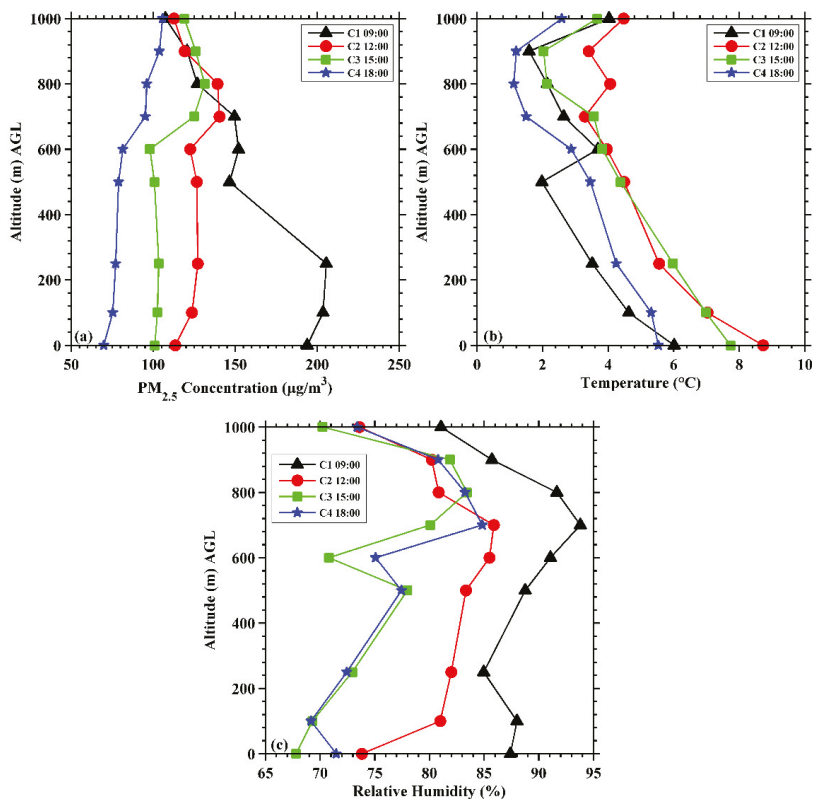 1000
800
600
400
200
0
Altitude (m) AGL
C1 09:00
C2 12:00
C3 15:00
C4 18:00
(a)
50 100 150 200 250
PM2.5 Concentration (μg/m³)
1000
800
600
400
200
0
Altitude (m) AGL
C1 09:00
C2 12:00
C3 15:00
C4 18:00
(b)
0 2 4 6 8 10
Temperature (°C)
1000
800
600
400
200
0
Altitude (m) AGL
C1 09:00
C2 12:00
C3 15:00
C4 18:00
(c)
65 70 75 80 85 90 95
Relative Humidity (%)